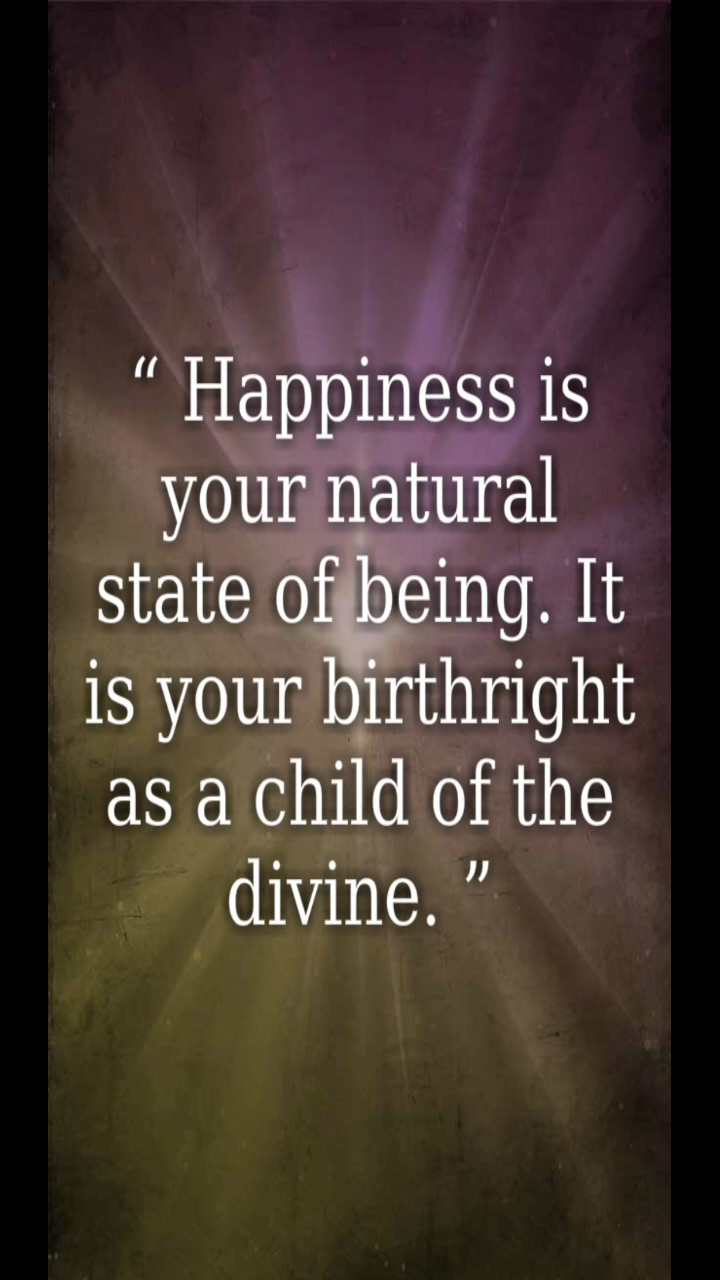 “ Happiness is
your natural
state of being. It
is your birthright
as a child of the
divine. ”